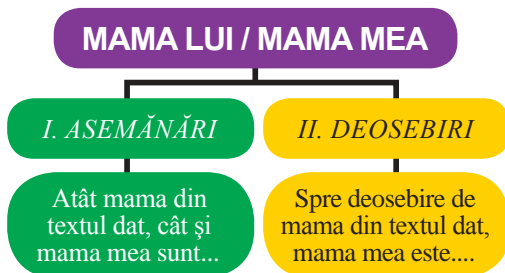 MAMA LUI / MAMA MEA
I. ASEMĂNĂRI
II. DEOSEBIRI
Atât mama din
textul dat, cât şi
mama mea sunt...
Spre deosebire de
mama din textul dat,
mama mea este....